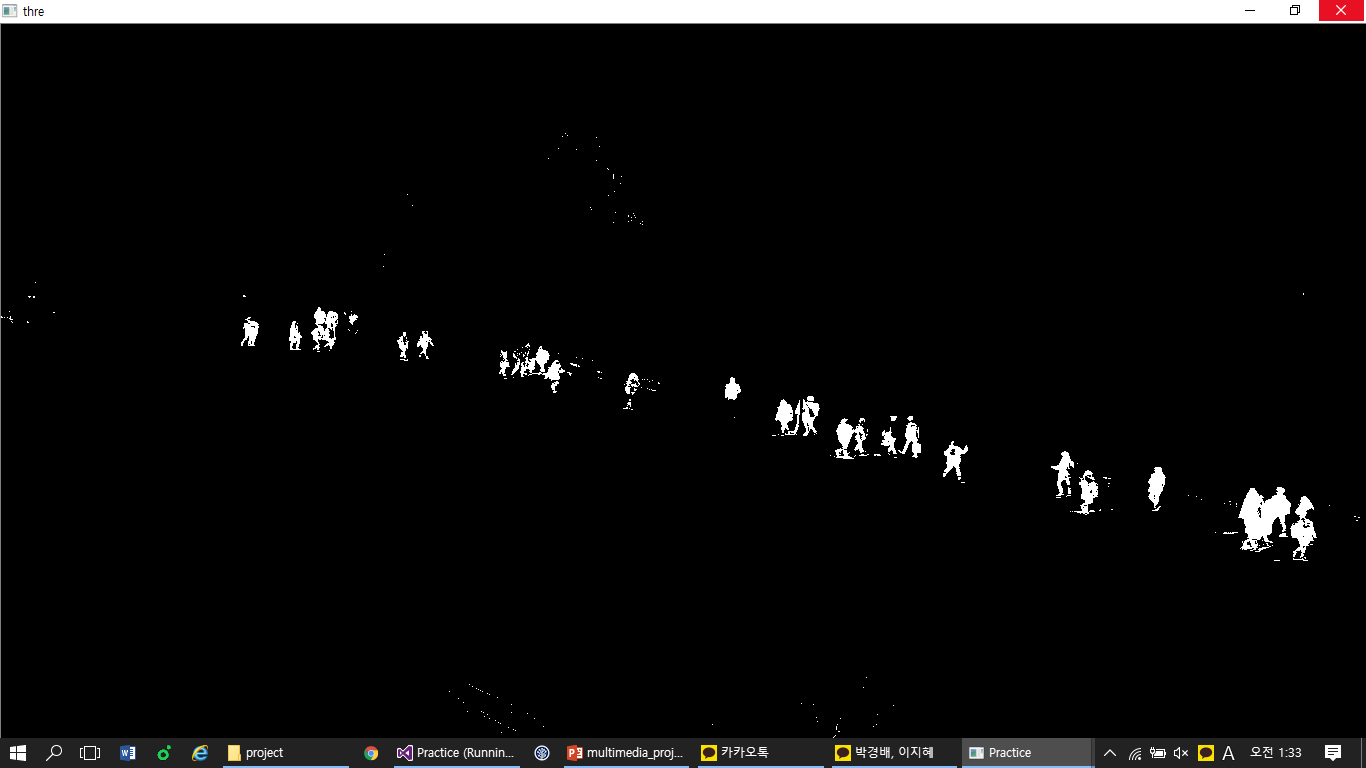 thre
project
Practice (Runnin...
multimedia_proj...
카카오톡
박경배, 이지혜
Practice
A
오전 1:33